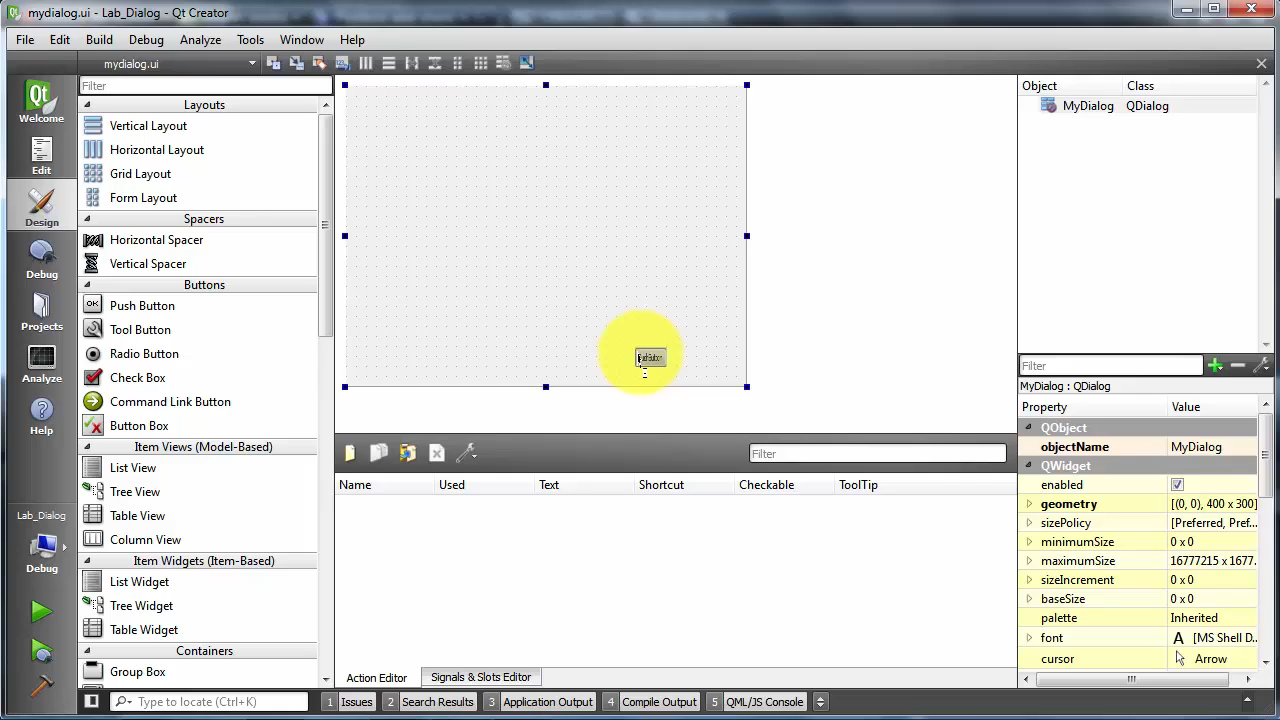 mydialog.ui - Lab_Dialog - Qt Creator
File Edit Build Debug Analyze Tools Window Help
mydialog.ui
Welcome
Edit
Design
Debug
Projects
Analyze
Help
Lab_Dialog
Debug
Filter
Layouts
Vertical Layout
Horizontal Layout
Grid Layout
Form Layout
Spacers
Horizontal Spacer
Vertical Spacer
Buttons
OK Push Button
Tool Button
Radio Button
Check Box
Command Link Button
Button Box
Item Views (Model-Based)
List View
Tree View
Table View
Column View
Item Widgets (Item-Based)
List Widget
Tree Widget
Table Widget
Containers
Group Box
Filter
Name Used Text Shortcut Checkable ToolTip
Action Editor Signals & Slots Editor
Object Class
MyDialog QDialog
Filter
MyDialog : QDialog
Property Value
QObject
objectName MyDialog
QWidget
enabled
geometry [(0, 0), 400 x 300]
sizePolicy [Preferred, Pref...
minimumSize 0 x 0
maximumSize 16777215 x 1677...
sizeIncrement 0 x 0
baseSize 0 x 0
palette Inherited
font A [MS Shell D...
cursor Arrow
Type to locate (Ctrl+K) 1 Issues 2 Search Results 3 Application Output 4 Compile Output 5 QML/JS Console